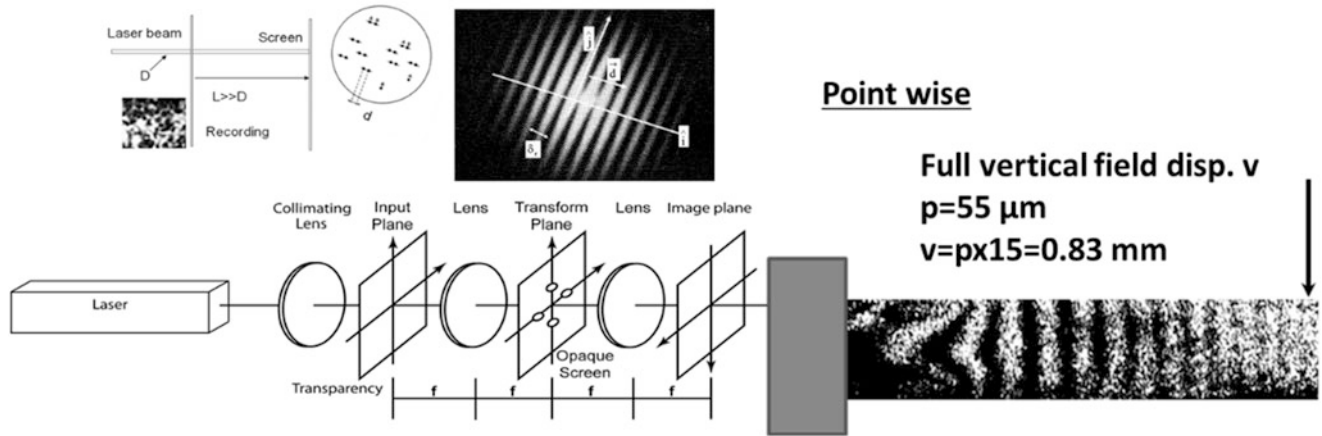 Laser beam
Screen
D
L>>D
Recording
d
j
d
i
Point wise
Full vertical field disp. v
p=55 μm
v=px15=0.83 mm
Collimating
Lens
Input
Plane
Lens
Transform
Plane
Lens
Image plane
Laser
Transparency
Opaque
Screen
f
f
f
f